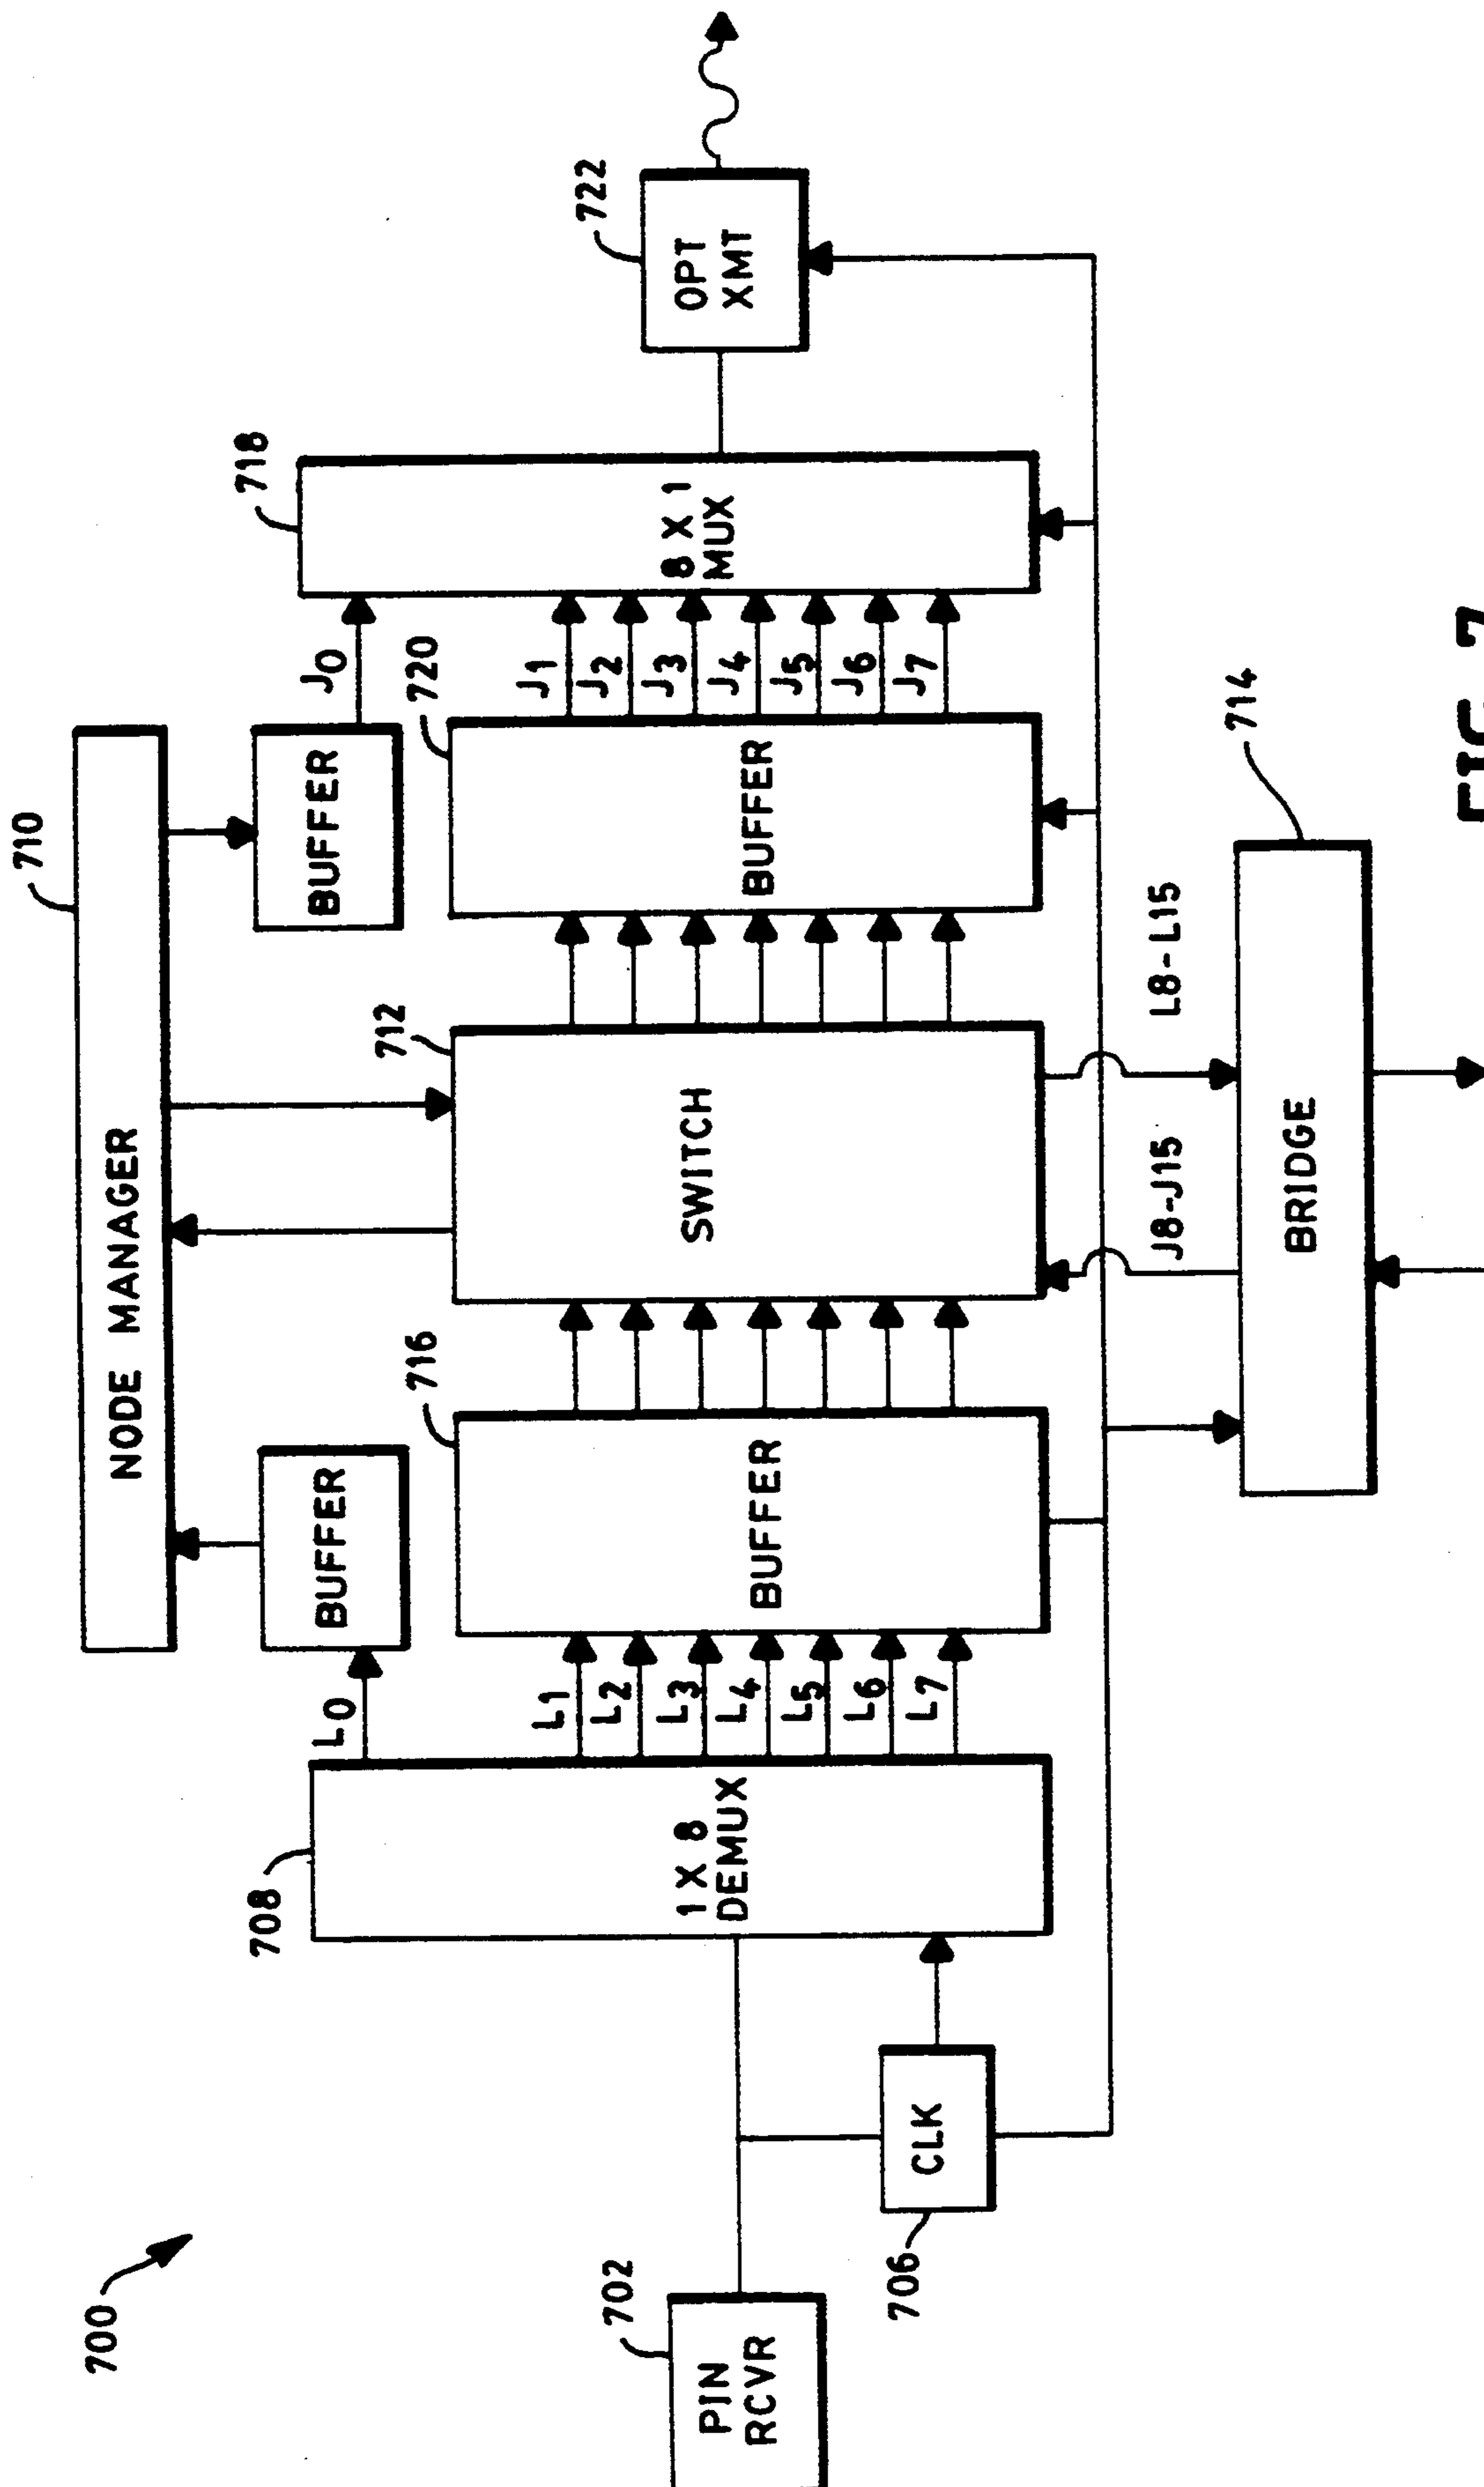 700
702
PIN
RCVR
706
CLK
708
1 X 8
DEMUX
L0
L1
L2
L3
L4
L5
L6
L7
BUFFER
716
BUFFER
710
NODE MANAGER
712
SWITCH
J8-J15
L8-L15
714
BRIDGE
BUFFER
720
BUFFER
J0
J1
J2
J3
J4
J5
J6
J7
718
8 X 1
MUX
722
OPT
XMT
FIG. 7